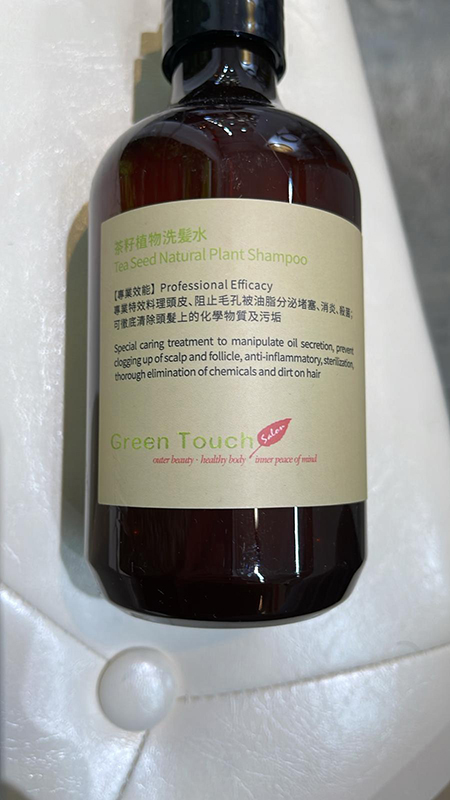 茶籽植物洗髮水
Tea Seed Natural Plant Shampoo
【專業效能】 Professional Efficacy
專業特效料理頭皮、阻止毛孔被油脂分泌堵塞、消炎、殺菌；
可徹底清除頭髮上的化學物質及污垢
Special caring treatment to manipulate oil secretion, prevent
clogging up of scalp and follicle, anti-inflammatory, sterilization,
thorough elimination of chemicals and dirt on hair
Green Touch Salon
outer beauty · healthy body · inner peace of mind